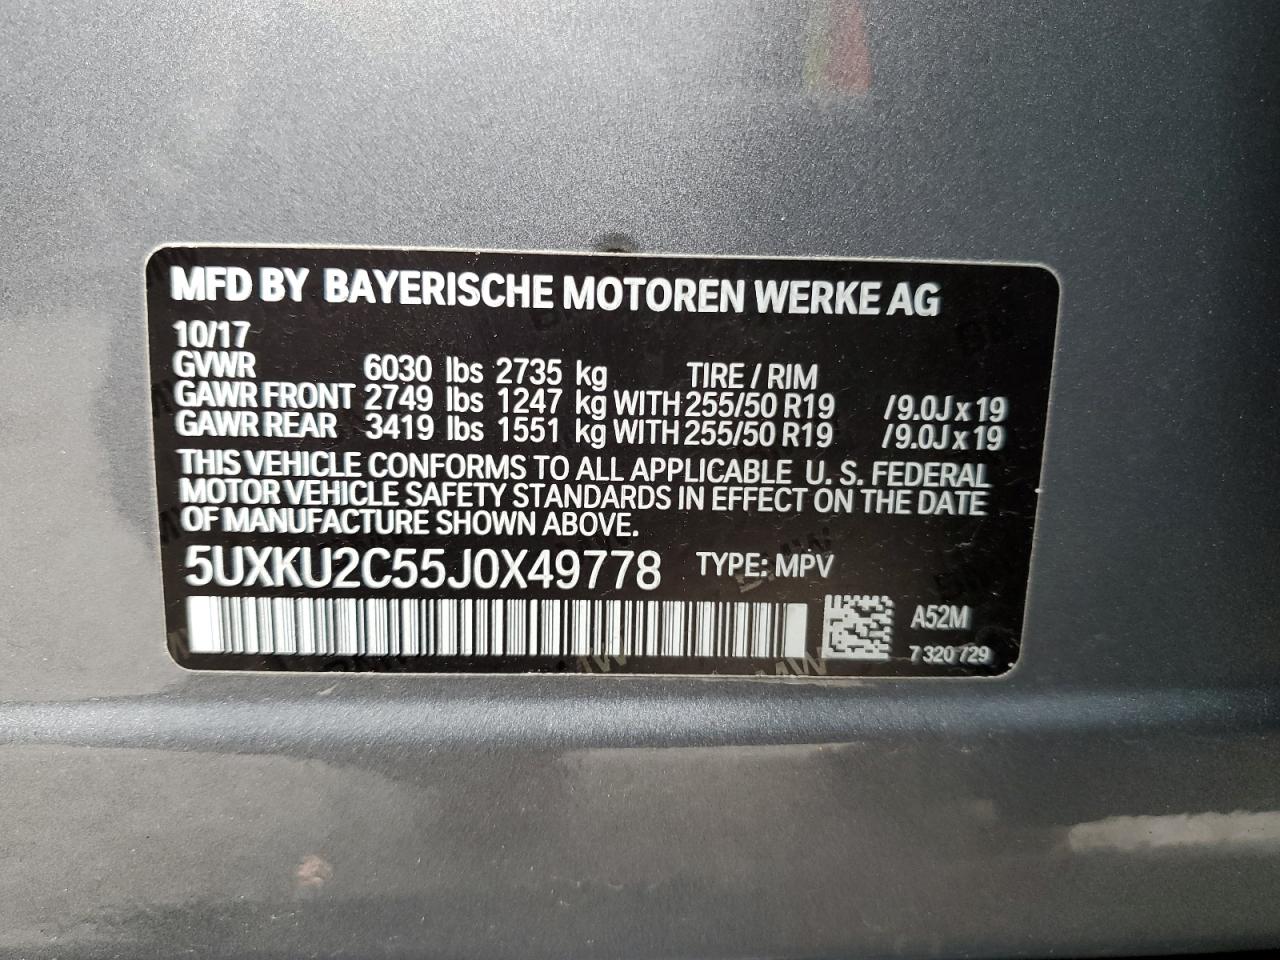 MFD BY BAYERISCHE MOTOREN WERKE AG
10/17
GVWR 6030 lbs 2735 kg TIRE / RIM
GAWR FRONT 2749 lbs 1247 kg WITH 255/50 R19 /9.0J x 19
GAWR REAR 3419 lbs 1551 kg WITH 255/50 R19 /9.0J x 19
THIS VEHICLE CONFORMS TO ALL APPLICABLE U. S. FEDERAL
MOTOR VEHICLE SAFETY STANDARDS IN EFFECT ON THE DATE
OF MANUFACTURE SHOWN ABOVE.
5UXKU2C55J0X49778 TYPE: MPV
A52M
7 320 729